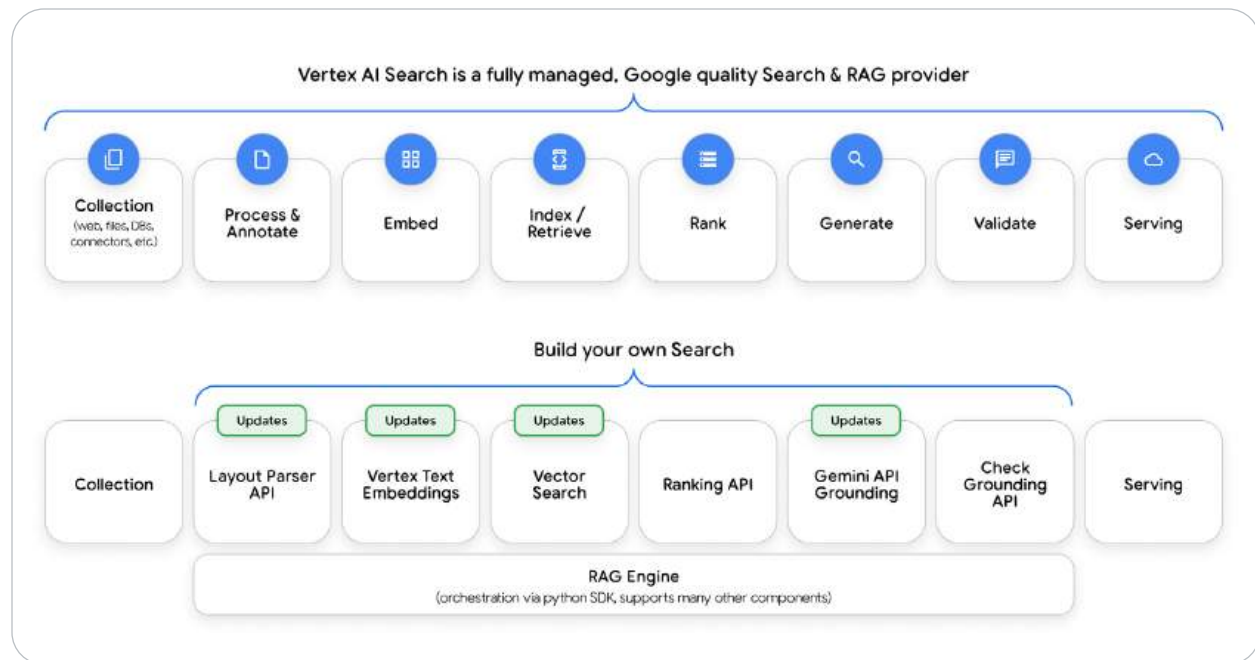 Vertex AI Search is a fully managed, Google quality Search & RAG provider
Collection
(web, files, DBs,
connectors, etc.)
Process &
Annotate
Embed
Index /
Retrieve
Rank
Generate
Validate
Serving
Build your own Search
Updates
Updates
Updates
Updates
Collection
Layout Parser
API
Vertex Text
Embeddings
Vector
Search
Ranking API
Gemini API
Grounding
Check
Grounding
API
Serving
RAG Engine
(orchestration via python SDK, supports many other components)